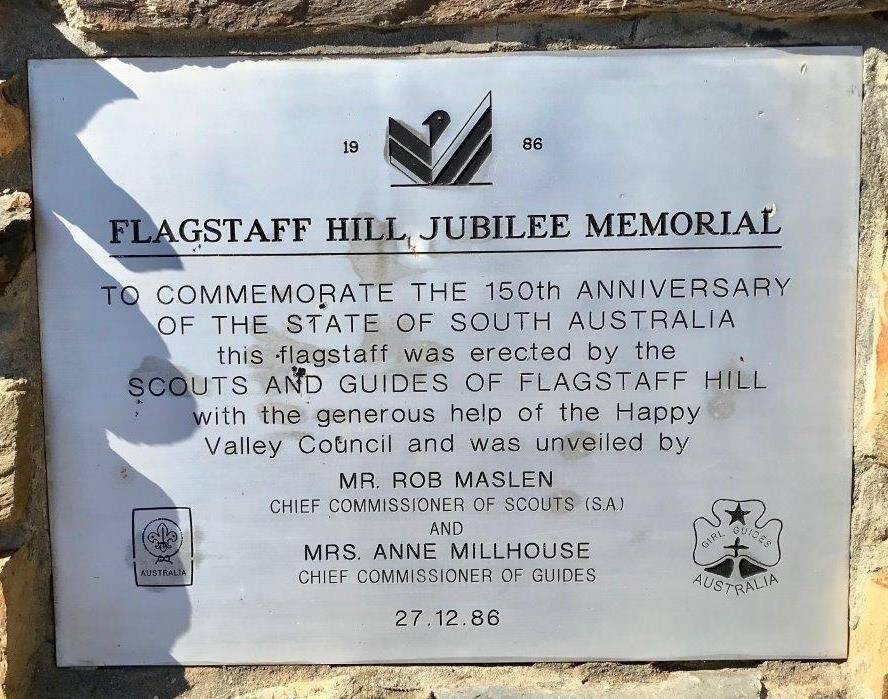 19 86
FLAGSTAFF HILL JUBILEE MEMORIAL
TO COMMEMORATE THE 150th ANNIVERSARY
OF THE STATE OF SOUTH AUSTRALIA
this flagstaff was erected by the
SCOUTS AND GUIDES OF FLAGSTAFF HILL
with the generous help of the Happy
Valley Council and was unveiled by
MR. ROB MASLEN
CHIEF COMMISSIONER OF SCOUTS (S.A.)
AND
MRS. ANNE MILLHOUSE
CHIEF COMMISSIONER OF GUIDES
27.12.86
AUSTRALIA
GIRL GUIDES
AUSTRALIA